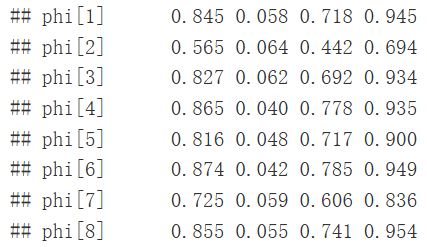 ## phi[1] 0.845 0.058 0.718 0.945
## phi[2] 0.565 0.064 0.442 0.694
## phi[3] 0.827 0.062 0.692 0.934
## phi[4] 0.865 0.040 0.778 0.935
## phi[5] 0.816 0.048 0.717 0.900
## phi[6] 0.874 0.042 0.785 0.949
## phi[7] 0.725 0.059 0.606 0.836
## phi[8] 0.855 0.055 0.741 0.954